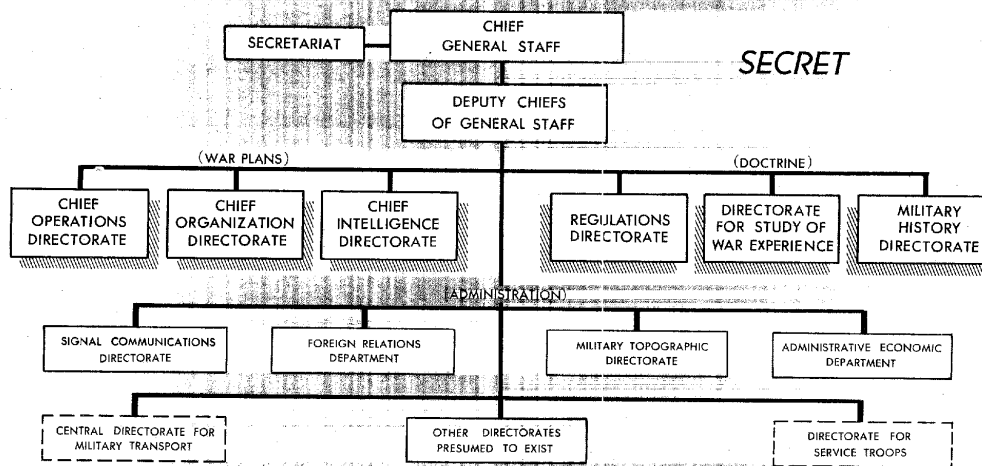 CHIEF
GENERAL STAFF
SECRETARIAT
SECRET
DEPUTY CHIEFS
OF GENERAL STAFF
(WAR PLANS)
(DOCTRINE)
CHIEF
OPERATIONS
DIRECTORATE
CHIEF
ORGANIZATION
DIRECTORATE
CHIEF
INTELLIGENCE
DIRECTORATE
REGULATIONS
DIRECTORATE
DIRECTORATE
FOR STUDY OF
WAR EXPERIENCE
MILITARY
HISTORY
DIRECTORATE
(ADMINISTRATION)
SIGNAL COMMUNICATIONS
DIRECTORATE
FOREIGN RELATIONS
DEPARTMENT
MILITARY TOPOGRAPHIC
DIRECTORATE
ADMINISTRATIVE ECONOMIC
DEPARTMENT
CENTRAL DIRECTORATE FOR
MILITARY TRANSPORT
OTHER DIRECTORATES
PRESUMED TO EXIST
DIRECTORATE FOR
SERVICE TROOPS